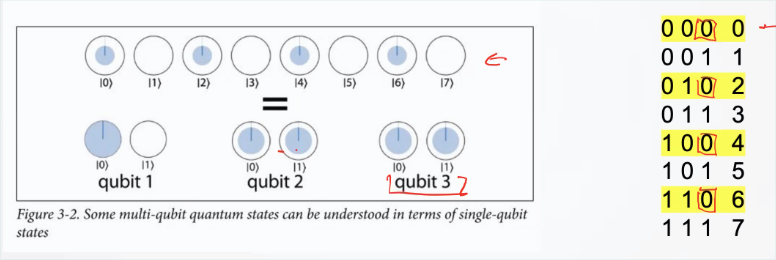 |0⟩ |1⟩ |2⟩ |3⟩ |4⟩ |5⟩ |6⟩ |7⟩
=
|0⟩ |1⟩ |0⟩ |1⟩ |0⟩ |1⟩
qubit 1 qubit 2 qubit 3
Figure 3-2. Some multi-qubit quantum states can be understood in terms of single-qubit
states
0 0 0 0
0 0 1 1
0 1 0 2
0 1 1 3
1 0 0 4
1 0 1 5
1 1 0 6
1 1 1 7